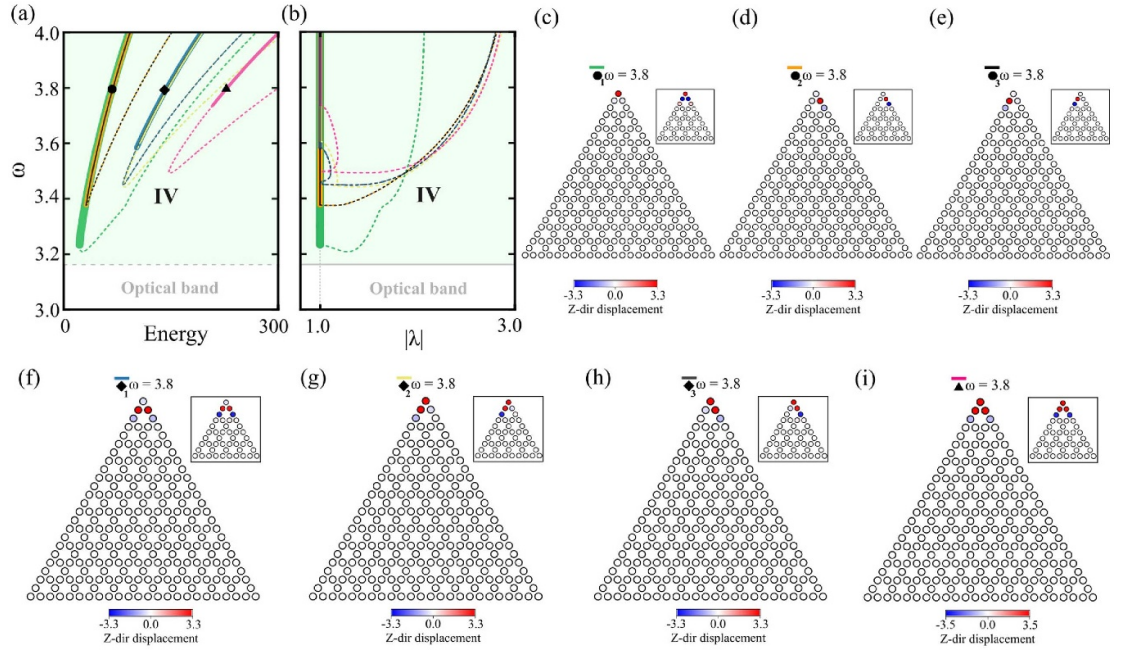 (a)
(b)
(c)
(d)
(e)
4.0
3.8
3.6
3.4
3.2
3.0
ω
IV
Optical band
0
Energy
300
IV
Optical band
1.0
|λ|
3.0
1 ω = 3.8
-3.3 0.0 3.3
Z-dir displacement
2 ω = 3.8
-3.3 0.0 3.3
Z-dir displacement
3 ω = 3.8
-3.3 0.0 3.3
Z-dir displacement
(f)
(g)
(h)
(i)
1 ω = 3.8
-3.3 0.0 3.3
Z-dir displacement
2 ω = 3.8
-3.3 0.0 3.3
Z-dir displacement
3 ω = 3.8
-3.3 0.0 3.3
Z-dir displacement
ω = 3.8
-3.5 0.0 3.5
Z-dir displacement